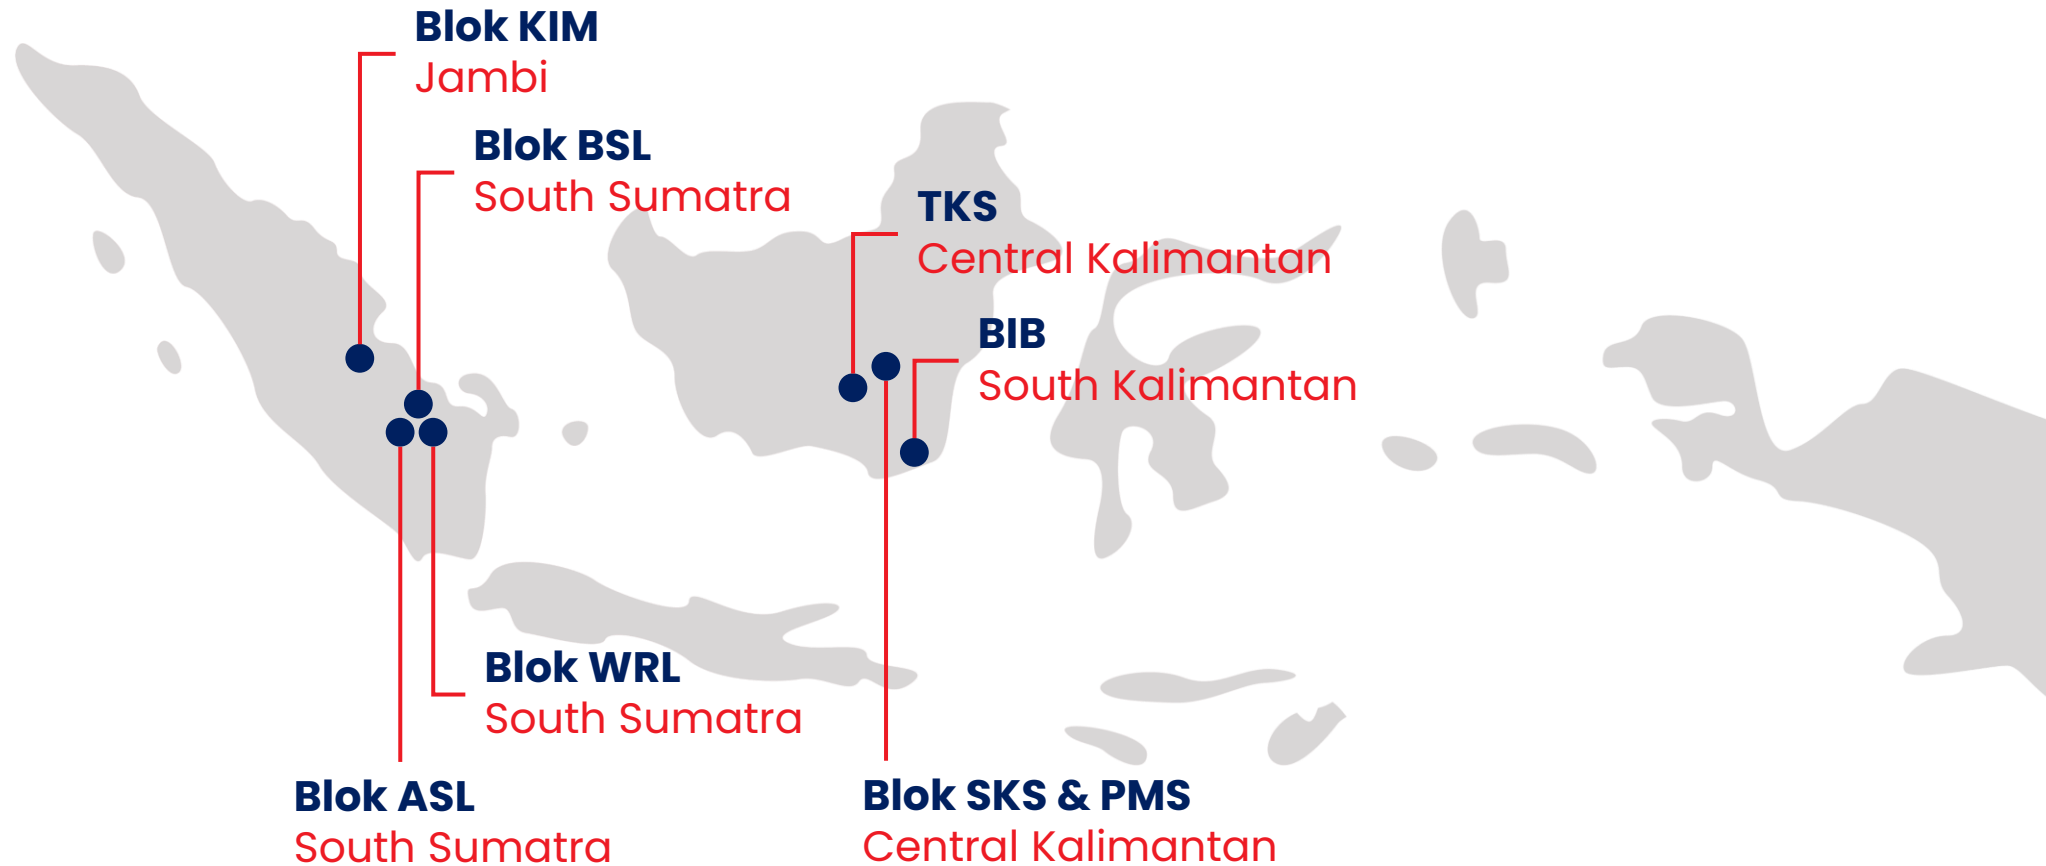 Blok KIM
Jambi
Blok BSL
South Sumatra
TKS
Central Kalimantan
BIB
South Kalimantan
Blok WRL
South Sumatra
Blok ASL
South Sumatra
Blok SKS & PMS
Central Kalimantan